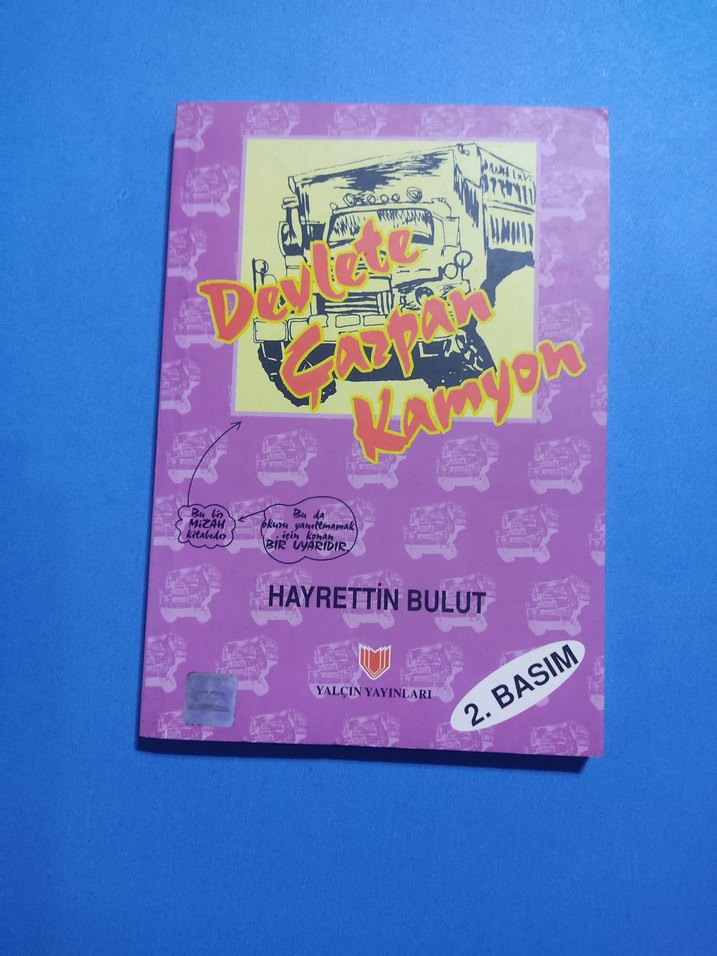 Devlete
Çarpan
Kamyon
Bu bir
MİZAH
kitabıdır
Bu da
okuru yanıltmamak
için konan
BİR UYARIDIR.
HAYRETTİN BULUT
YALÇIN YAYINLARI
2. BASIM